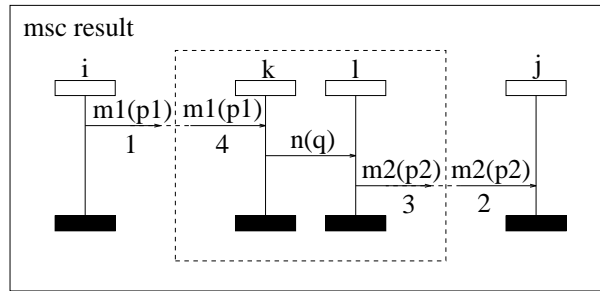 msc result
i k l j
m1(p1) m1(p1)
1 4
n(q)
m2(p2) m2(p2)
3 2